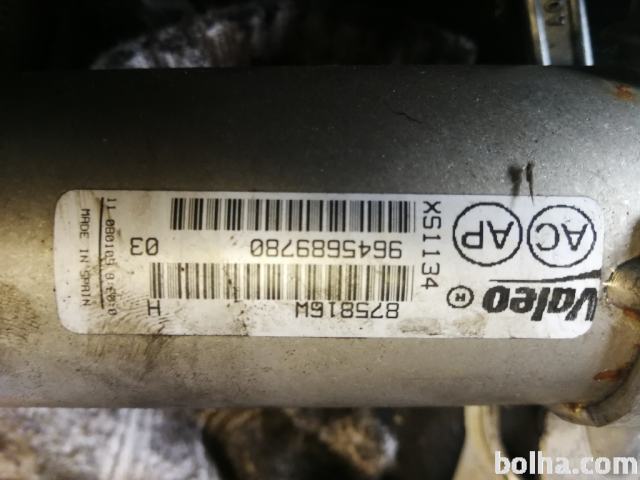 Valeo ®
AC AP
XS1134
875816W H
9645689780 03
MADE IN SPAIN
bolha.com